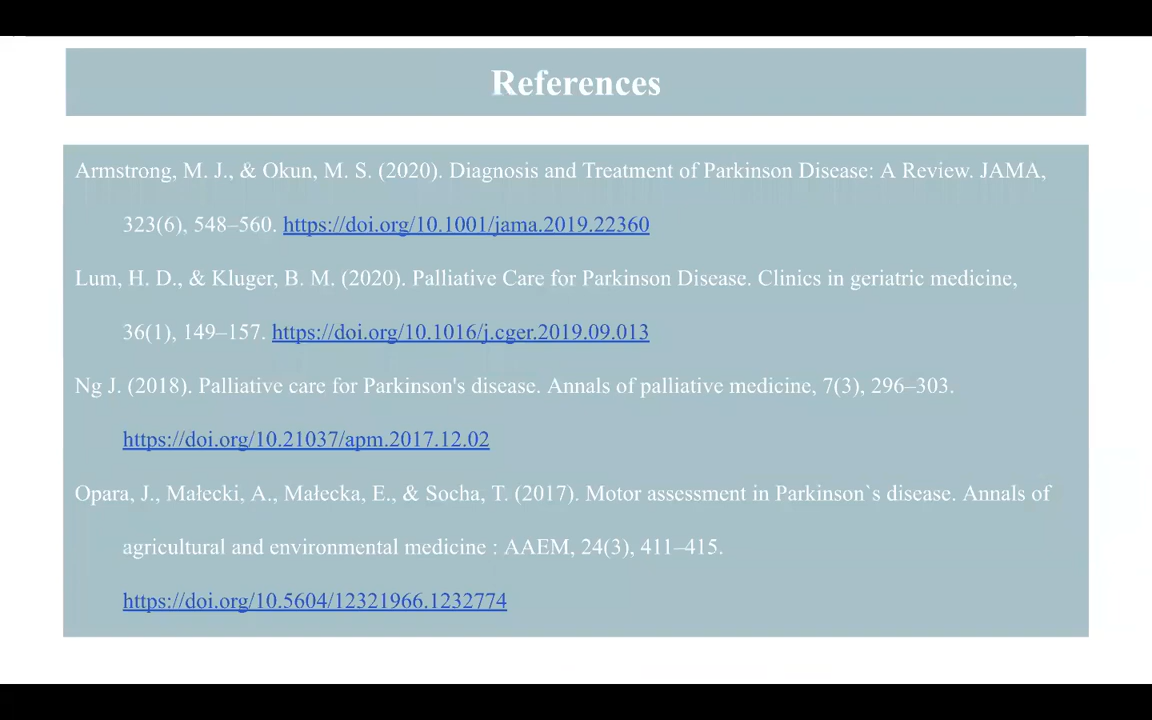 References
Armstrong, M. J., & Okun, M. S. (2020). Diagnosis and Treatment of Parkinson Disease: A Review. JAMA,
323(6), 548–560. https://doi.org/10.1001/jama.2019.22360
Lum, H. D., & Kluger, B. M. (2020). Palliative Care for Parkinson Disease. Clinics in geriatric medicine,
36(1), 149–157. https://doi.org/10.1016/j.cger.2019.09.013
Ng J. (2018). Palliative care for Parkinson's disease. Annals of palliative medicine, 7(3), 296–303.
https://doi.org/10.21037/apm.2017.12.02
Opara, J., Małecki, A., Małecka, E., & Socha, T. (2017). Motor assessment in Parkinson`s disease. Annals of
agricultural and environmental medicine : AAEM, 24(3), 411–415.
https://doi.org/10.5604/12321966.1232774